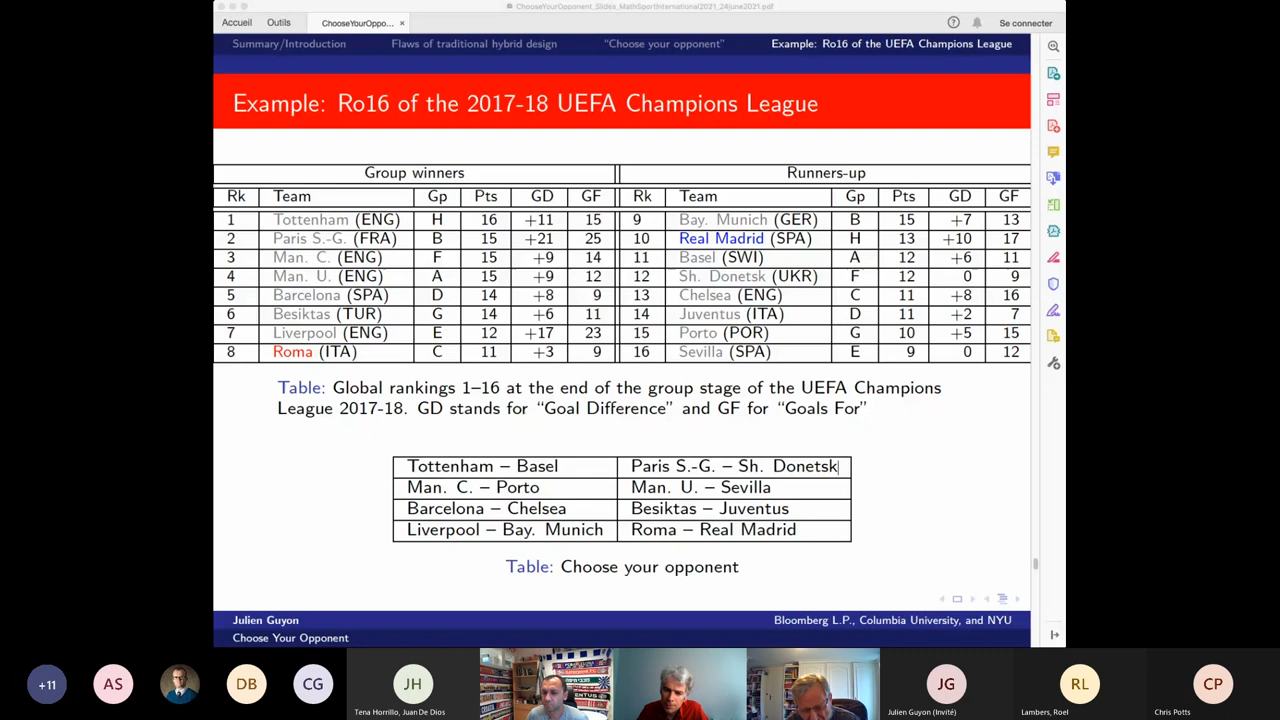 ChooseYourOpponent_Slides_MathSportInternational2021_24june2021.pdf
Accueil Outils ChooseYourOppo... × Se connecter
Summary/Introduction Flaws of traditional hybrid design "Choose your opponent" Example: Ro16 of the UEFA Champions League
Example: Ro16 of the 2017-18 UEFA Champions League
Group winners Runners-up
Rk Team Gp Pts GD GF Rk Team Gp Pts GD GF
1 Tottenham (ENG) H 16 +11 15 9 Bay. Munich (GER) B 15 +7 13
2 Paris S.-G. (FRA) B 15 +21 25 10 Real Madrid (SPA) H 13 +10 17
3 Man. C. (ENG) F 15 +9 14 11 Basel (SWI) A 12 +6 11
4 Man. U. (ENG) A 15 +9 12 12 Sh. Donetsk (UKR) F 12 0 9
5 Barcelona (SPA) D 14 +8 9 13 Chelsea (ENG) C 11 +8 16
6 Besiktas (TUR) G 14 +6 11 14 Juventus (ITA) D 11 +2 7
7 Liverpool (ENG) E 12 +17 23 15 Porto (POR) G 10 +5 15
8 Roma (ITA) C 11 +3 9 16 Sevilla (SPA) E 9 0 12
Table: Global rankings 1–16 at the end of the group stage of the UEFA Champions
League 2017-18. GD stands for "Goal Difference" and GF for "Goals For"
Tottenham – Basel Paris S.-G. – Sh. Donetsk
Man. C. – Porto Man. U. – Sevilla
Barcelona – Chelsea Besiktas – Juventus
Liverpool – Bay. Munich Roma – Real Madrid
Table: Choose your opponent
Julien Guyon Bloomberg L.P., Columbia University, and NYU
Choose Your Opponent
+11 AS DB CG JH JG RL CP
Tena Horrillo, Juan De Dios Julien Guyon (Invité) Lambers, Roel Chris Potts